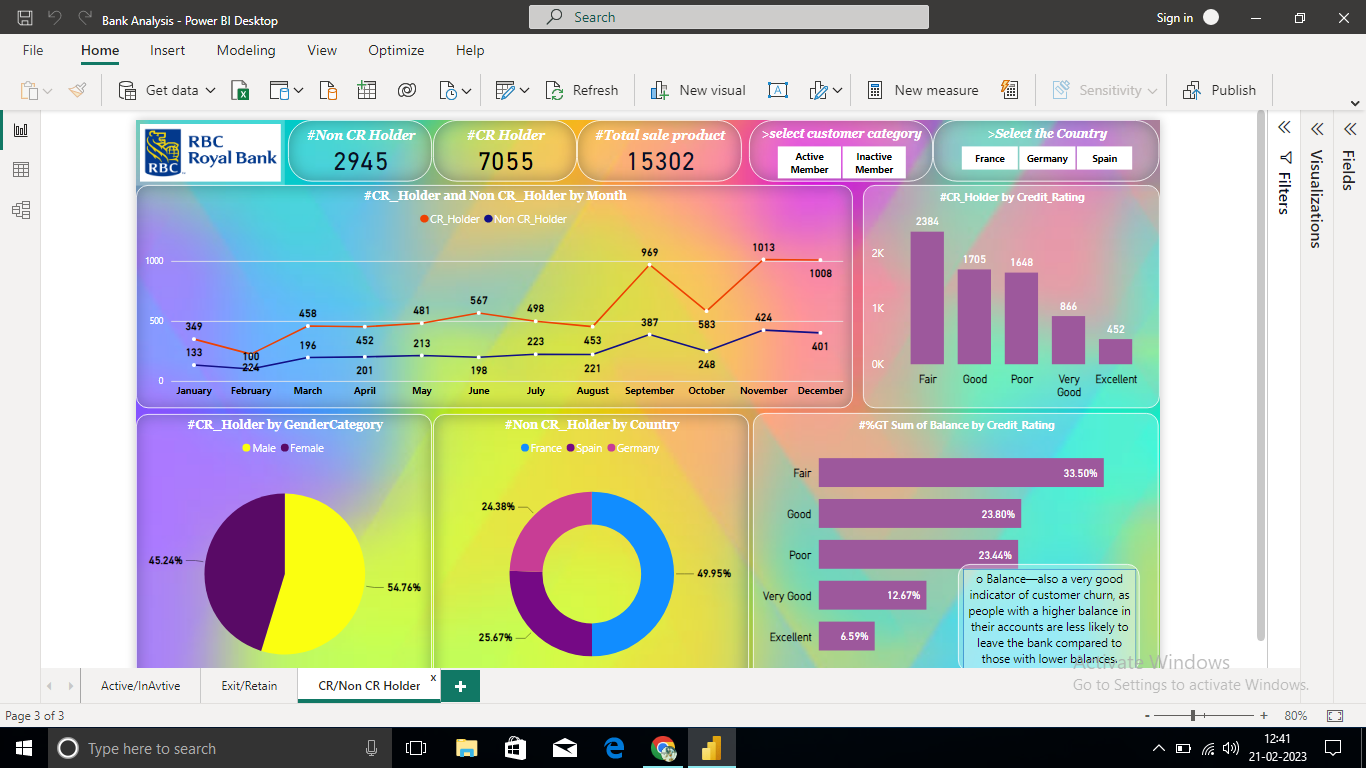 Bank Analysis - Power BI Desktop
Search
Sign in
File Home Insert Modeling View Optimize Help
Get data
Refresh
New visual
New measure
Sensitivity
Publish
RBC
Royal Bank
RBC
#Non CR Holder
2945
#CR Holder
7055
#Total sale product
15302
>select customer category
Active Member
Inactive Member
>Select the Country
France Germany Spain
Filters
Visualizations
Fields
#CR_Holder and Non CR_Holder by Month
CR_Holder Non CR_Holder
1000
500
0
349 100 458 452 481 567 498 453 969 583 1013 1008
133 224 196 201 213 198 223 221 387 248 424 401
January February March April May June July August September October November December
#CR_Holder by Credit_Rating
2K
1K
0K
2384 1705 1648 866 452
Fair Good Poor Very Good Excellent
#CR_Holder by GenderCategory
Male Female
45.24%
54.76%
#Non CR_Holder by Country
France Spain Germany
24.38%
49.95%
25.67%
#%GT Sum of Balance by Credit_Rating
Fair 33.50%
Good 23.80%
Poor 23.44%
Very Good 12.67%
Excellent 6.59%
o Balance—also a very good
indicator of customer churn, as
people with a higher balance in
their accounts are less likely to
leave the bank compared to
those with lower balances.
Activate Windows
Go to Settings to activate Windows.
Active/InAvtive
Exit/Retain
CR/Non CR Holder
x
+
Page 3 of 3
- + 80%
Type here to search
12:41
21-02-2023